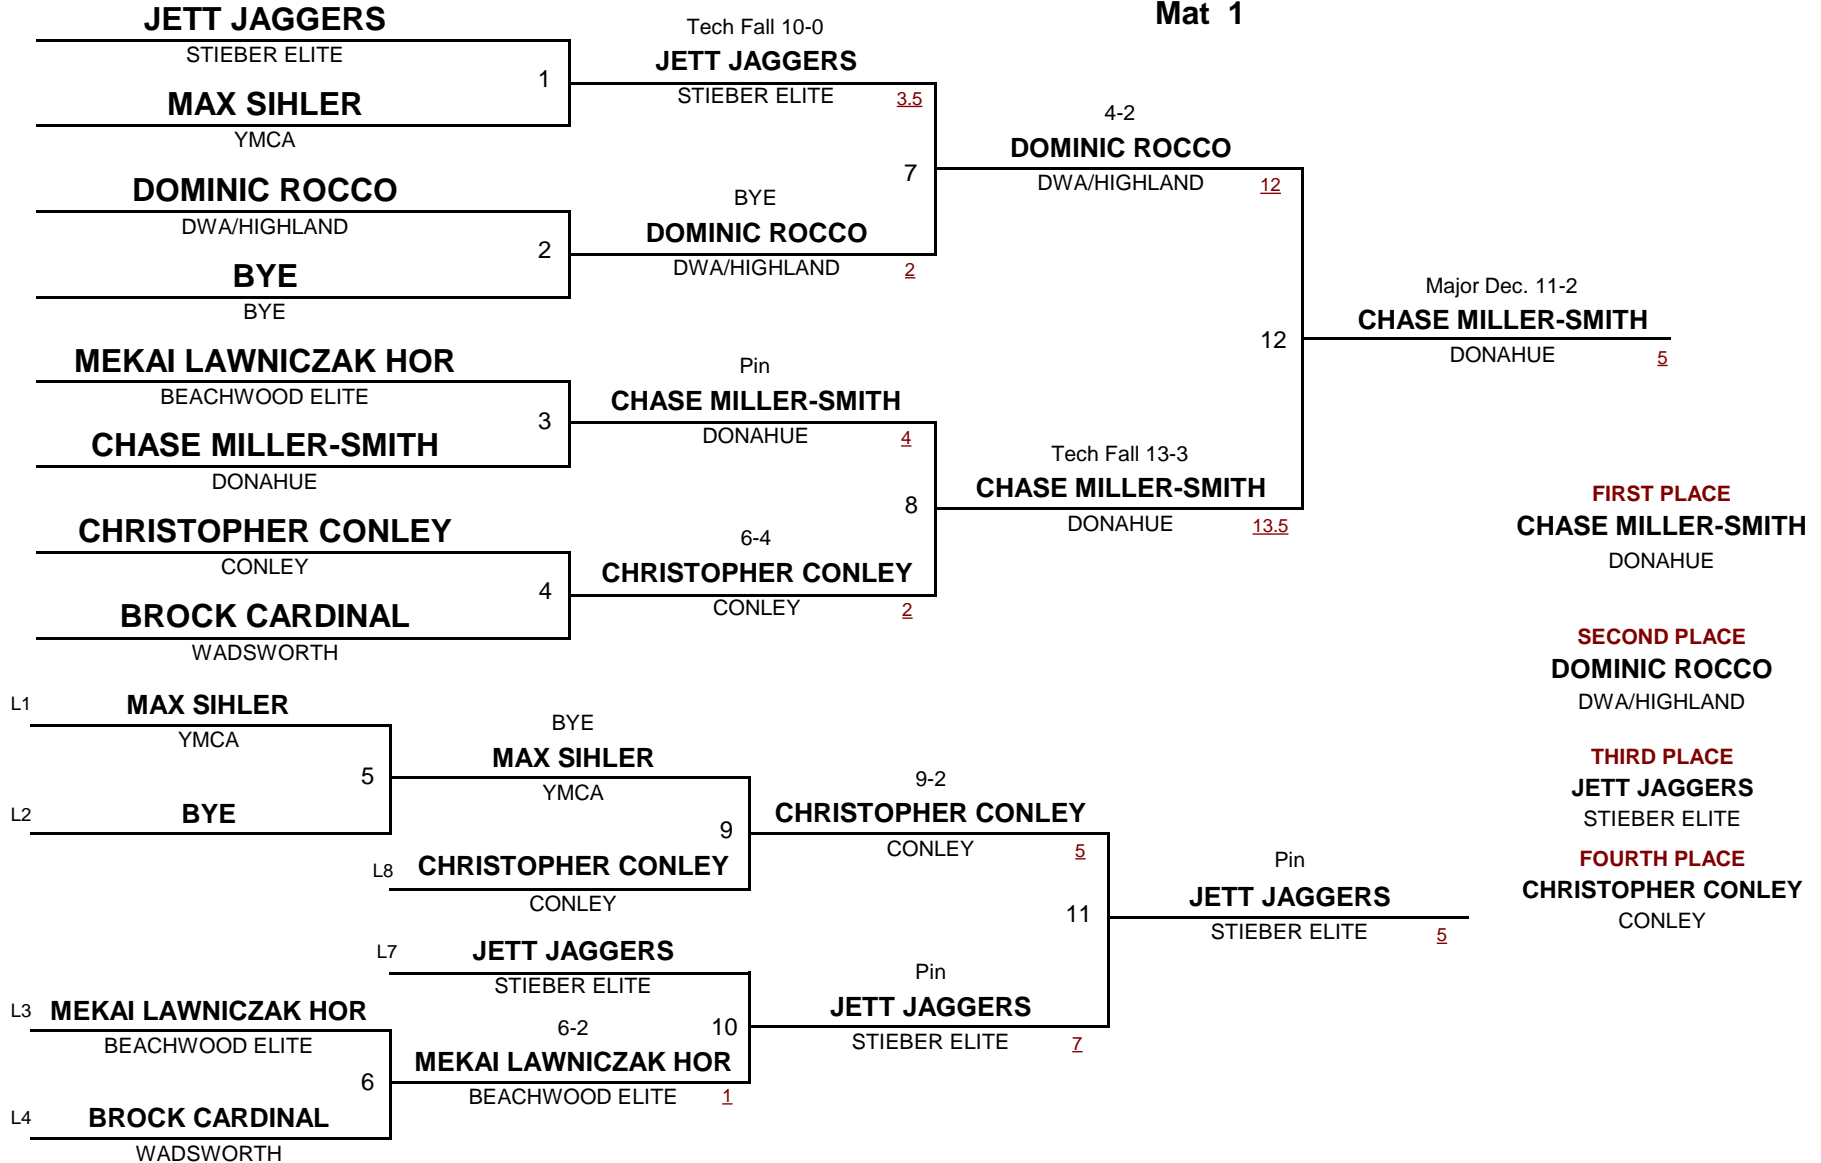 Mat 1
JETT JAGGERS
STIEBER ELITE
1
MAX SIHLER
YMCA
DOMINIC ROCCO
DWA/HIGHLAND
2
BYE
BYE
MEKAI LAWNICZAK HOR
BEACHWOOD ELITE
3
CHASE MILLER-SMITH
DONAHUE
CHRISTOPHER CONLEY
CONLEY
4
BROCK CARDINAL
WADSWORTH
Tech Fall 10-0
JETT JAGGERS
STIEBER ELITE 3.5
7
BYE
DOMINIC ROCCO
DWA/HIGHLAND 2
Pin
CHASE MILLER-SMITH
DONAHUE 4
8
6-4
CHRISTOPHER CONLEY
CONLEY 2
4-2
DOMINIC ROCCO
DWA/HIGHLAND 12
12
Tech Fall 13-3
CHASE MILLER-SMITH
DONAHUE 13.5
Major Dec. 11-2
CHASE MILLER-SMITH
DONAHUE 5
L1 MAX SIHLER
YMCA
5
L2 BYE
BYE
MAX SIHLER
YMCA
9
L8 CHRISTOPHER CONLEY
CONLEY
L7 JETT JAGGERS
STIEBER ELITE
10
L3 MEKAI LAWNICZAK HOR
BEACHWOOD ELITE
6
L4 BROCK CARDINAL
WADSWORTH
6-2
MEKAI LAWNICZAK HOR
BEACHWOOD ELITE 1
9-2
CHRISTOPHER CONLEY
CONLEY 5
11
Pin
JETT JAGGERS
STIEBER ELITE 7
Pin
JETT JAGGERS
STIEBER ELITE 5
FIRST PLACE
CHASE MILLER-SMITH
DONAHUE
SECOND PLACE
DOMINIC ROCCO
DWA/HIGHLAND
THIRD PLACE
JETT JAGGERS
STIEBER ELITE
FOURTH PLACE
CHRISTOPHER CONLEY
CONLEY